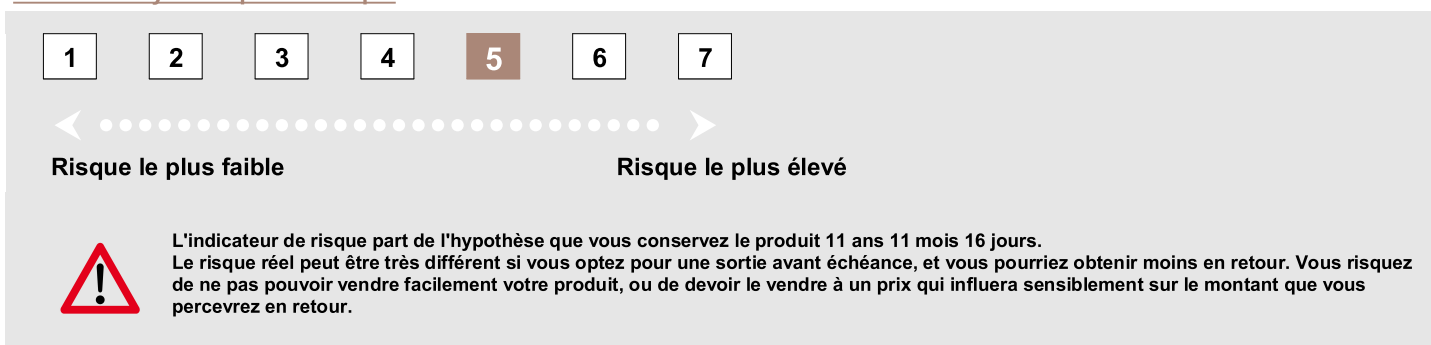 1 2 3 4 5 6 7
Risque le plus faible Risque le plus élevé
L'indicateur de risque part de l'hypothèse que vous conservez le produit 11 ans 11 mois 16 jours.
Le risque réel peut être très différent si vous optez pour une sortie avant échéance, et vous pourriez obtenir moins en retour. Vous risquez
de ne pas pouvoir vendre facilement votre produit, ou de devoir le vendre à un prix qui influera sensiblement sur le montant que vous
percevrez en retour.